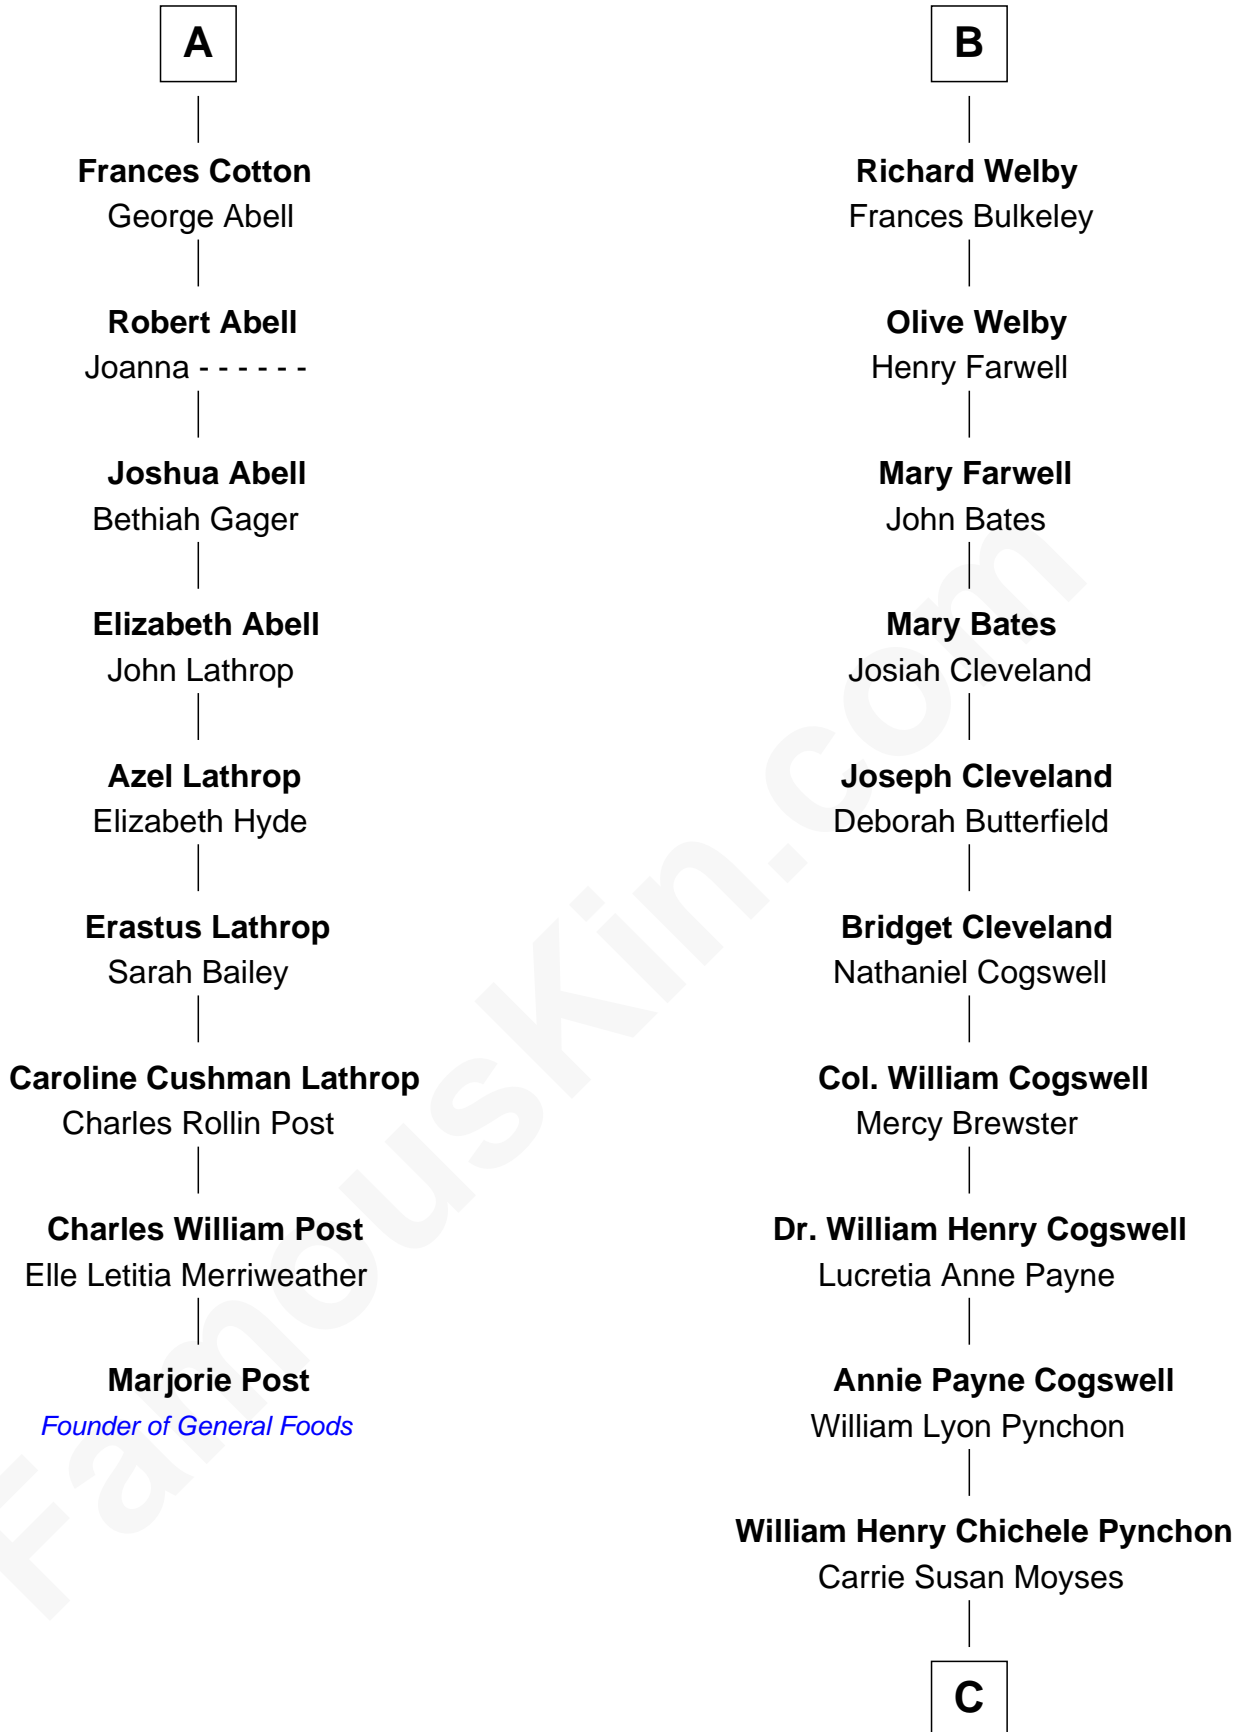 A
Frances Cotton
George Abell
Robert Abell
Joanna - - - - - -
Joshua Abell
Bethiah Gager
Elizabeth Abell
John Lathrop
Azel Lathrop
Elizabeth Hyde
Erastus Lathrop
Sarah Bailey
Caroline Cushman Lathrop
Charles Rollin Post
Charles William Post
Elle Letitia Merriweather
Marjorie Post
Founder of General Foods
B
Richard Welby
Frances Bulkeley
Olive Welby
Henry Farwell
Mary Farwell
John Bates
Mary Bates
Josiah Cleveland
Joseph Cleveland
Deborah Butterfield
Bridget Cleveland
Nathaniel Cogswell
Col. William Cogswell
Mercy Brewster
Dr. William Henry Cogswell
Lucretia Anne Payne
Annie Payne Cogswell
William Lyon Pynchon
William Henry Chichele Pynchon
Carrie Susan Moyses
C
FamousKin.com